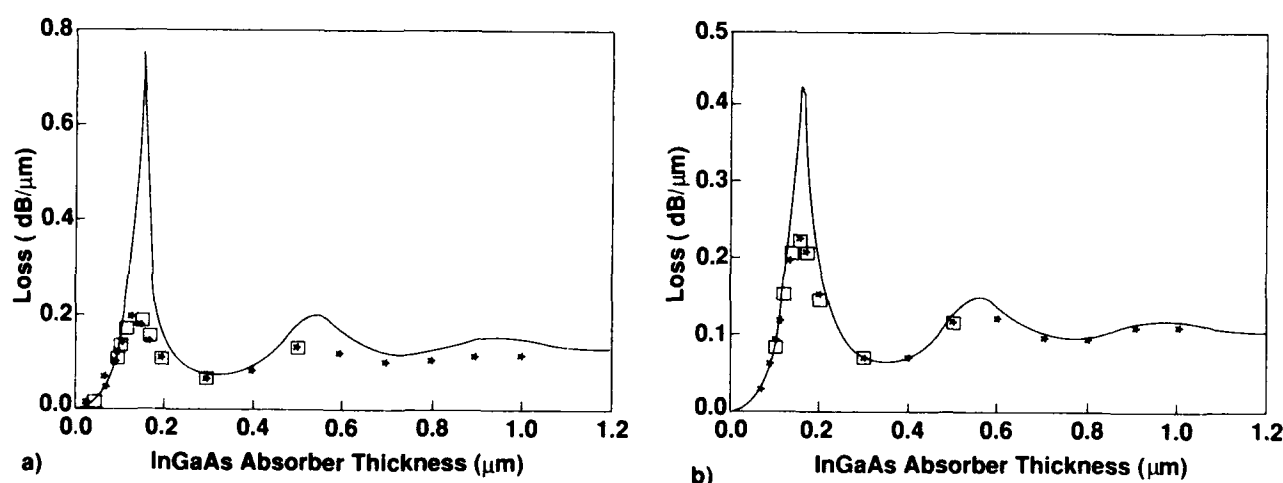 0.8
0.6
0.4
0.2
0.0
Loss ( dB/μm)
0.0 0.2 0.4 0.6 0.8 1.0 1.2
InGaAs Absorber Thickness (μm)
a)
0.5
0.4
0.3
0.2
0.1
0.0
Loss ( dB/μm)
0.0 0.2 0.4 0.6 0.8 1.0 1.2
InGaAs Absorber Thickness (μm)
b)